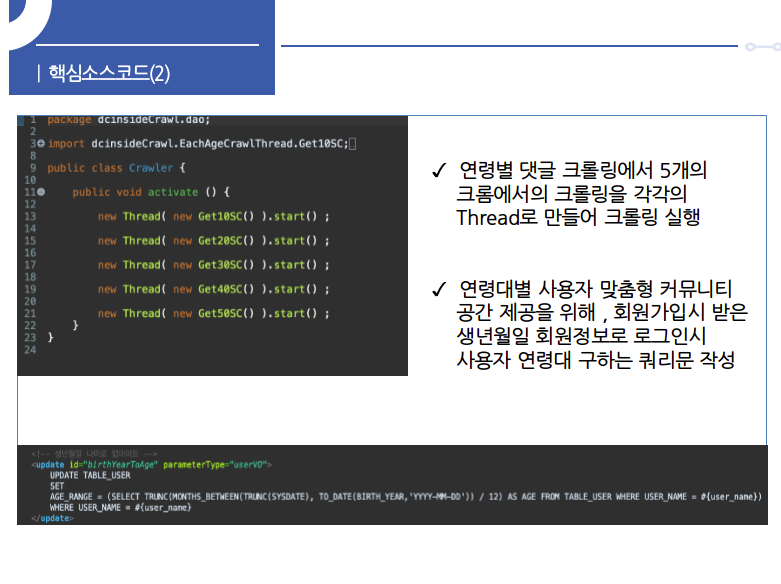 | 핵심소스코드(2)
1 package dcinsideCrawl.dao;
2
3 import dcinsideCrawl.EachAgeCrawlThread.Get10SC;
8
9 public class Crawler {
10
11 public void activate () {
12
13 new Thread( new Get10SC() ).start() ;
14
15 new Thread( new Get20SC() ).start() ;
16
17 new Thread( new Get30SC() ).start() ;
18
19 new Thread( new Get40SC() ).start() ;
20
21 new Thread( new Get50SC() ).start() ;
22 }
23 }
24
✓ 연령별 댓글 크롤링에서 5개의
크롬에서의 크롤링을 각각의
Thread로 만들어 크롤링 실행
✓ 연령대별 사용자 맞춤형 커뮤니티
공간 제공을 위해 , 회원가입시 받은
생년월일 회원정보로 로그인시
사용자 연령대 구하는 쿼리문 작성
<!-- 생년월일 나이로 업데이트 -->
<update id="birthYearToAge" parameterType="userVO">
UPDATE TABLE_USER
SET
AGE_RANGE = (SELECT TRUNC(MONTHS_BETWEEN(TRUNC(SYSDATE), TO_DATE(BIRTH_YEAR,'YYYY-MM-DD')) / 12) AS AGE FROM TABLE_USER WHERE USER_NAME = #{user_name})
WHERE USER_NAME = #{user_name}
</update>